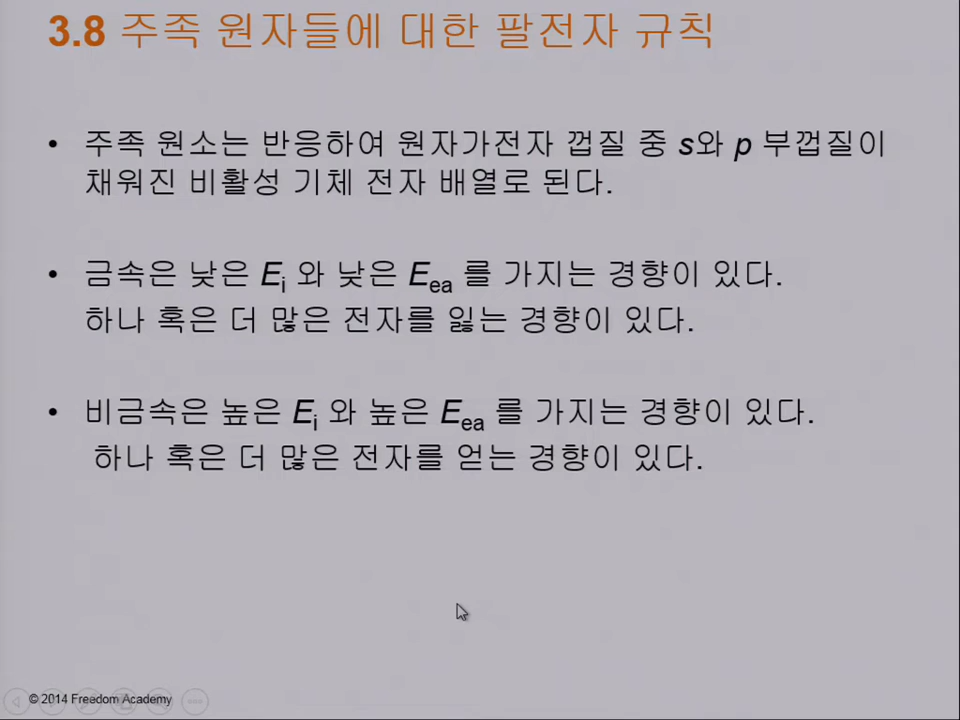 3.8 주족 원자들에 대한 팔전자 규칙
• 주족 원소는 반응하여 원자가전자 껍질 중 s와 p 부껍질이
채워진 비활성 기체 전자 배열로 된다.
• 금속은 낮은 Ei 와 낮은 Eea 를 가지는 경향이 있다.
하나 혹은 더 많은 전자를 잃는 경향이 있다.
• 비금속은 높은 Ei 와 높은 Eea 를 가지는 경향이 있다.
하나 혹은 더 많은 전자를 얻는 경향이 있다.
© 2014 Freedom Academy